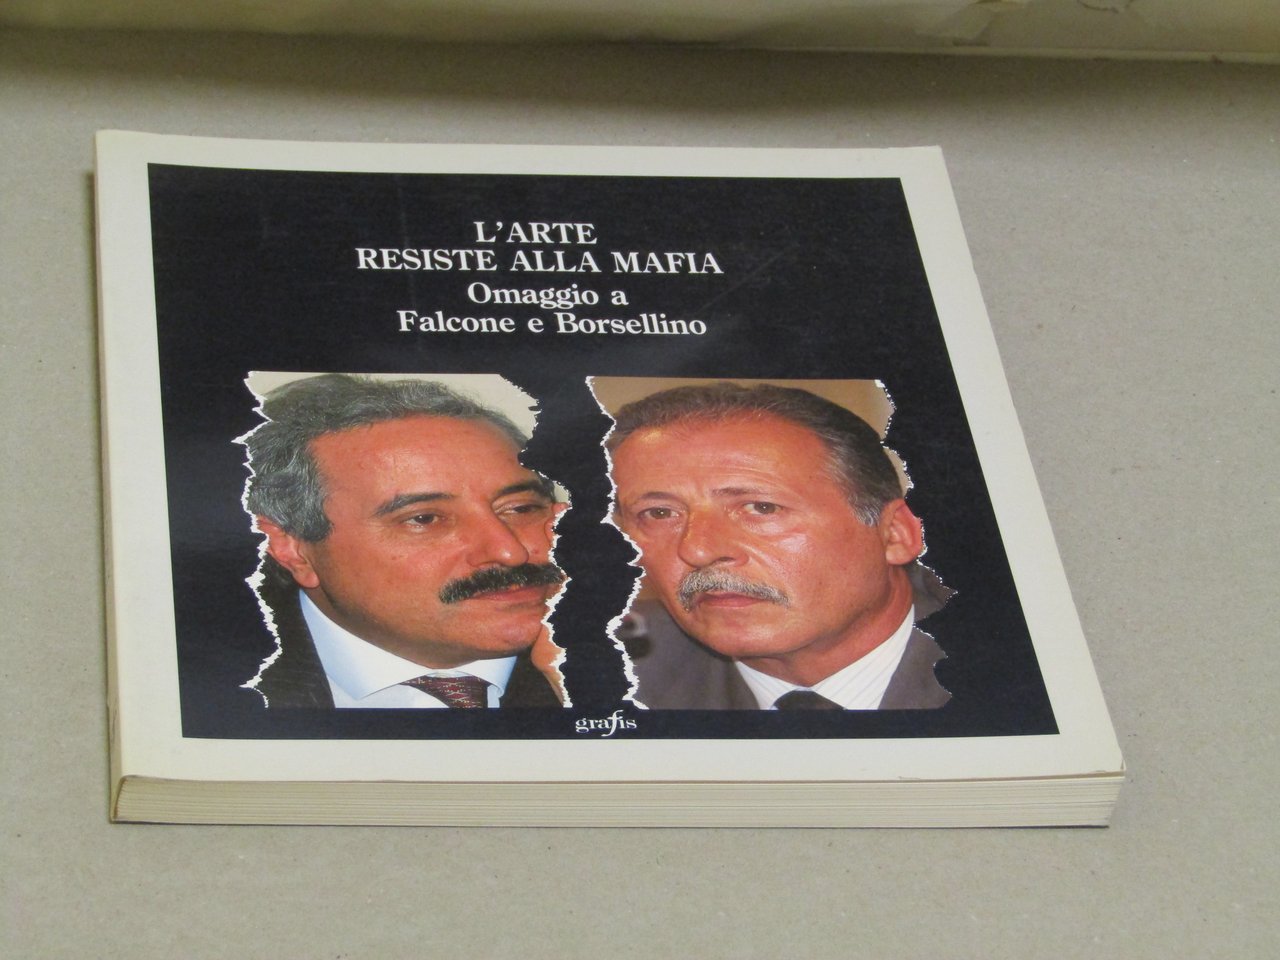 L'ARTE
RESISTE ALLA MAFIA
Omaggio a
Falcone e Borsellino
grafis